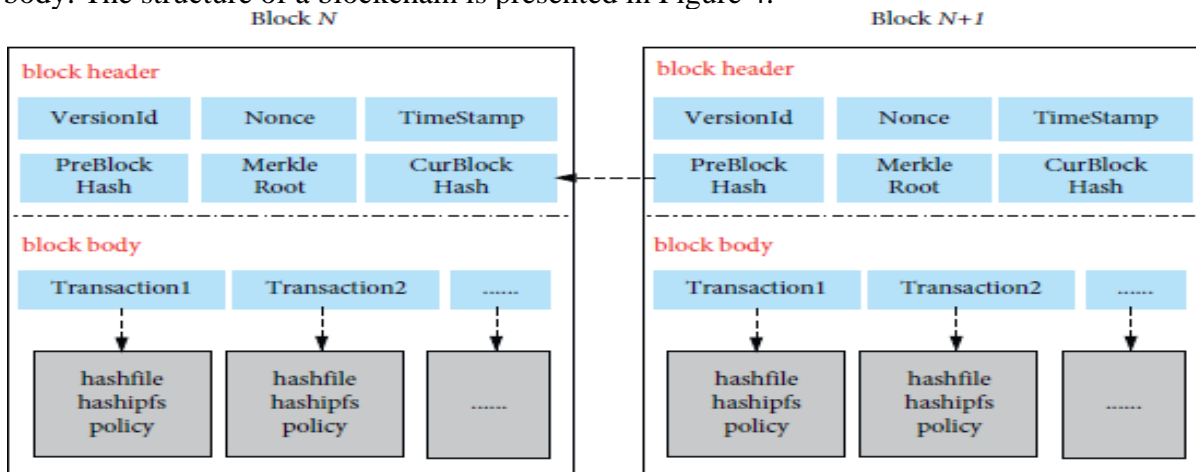 body. The structure of a blockchain is presented in Figure 4.
Block N
Block N+1
block header
VersionId Nonce TimeStamp
PreBlock Hash Merkle Root CurBlock Hash
block body
Transaction1 Transaction2 ......
hashfile hashipfs policy
hashfile hashipfs policy
......
block header
VersionId Nonce TimeStamp
PreBlock Hash Merkle Root CurBlock Hash
block body
Transaction1 Transaction2 ......
hashfile hashipfs policy
hashfile hashipfs policy
......